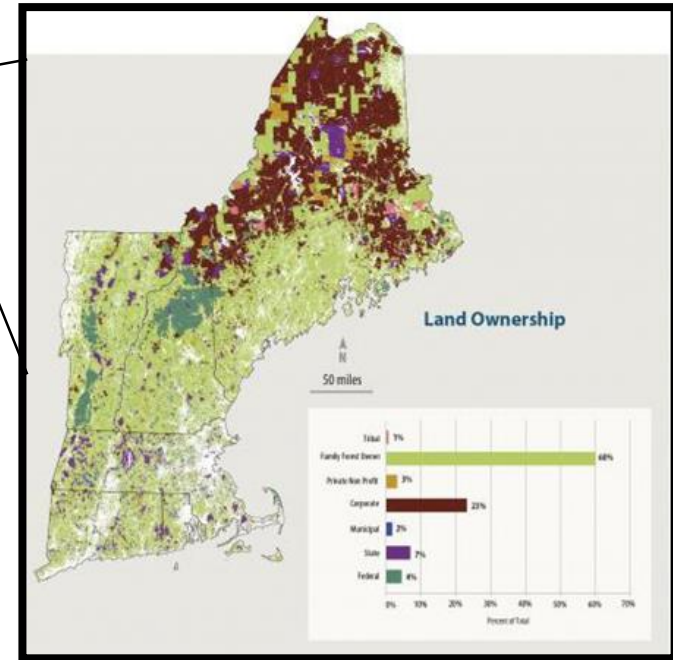 Land Ownership
N
50 miles
Tribal 1%
Family Forest Owner 60%
Private Non Profit 3%
Corporate 23%
Municipal 2%
State 7%
Federal 4%
0% 10% 20% 30% 40% 50% 60% 70%
Percent of Total